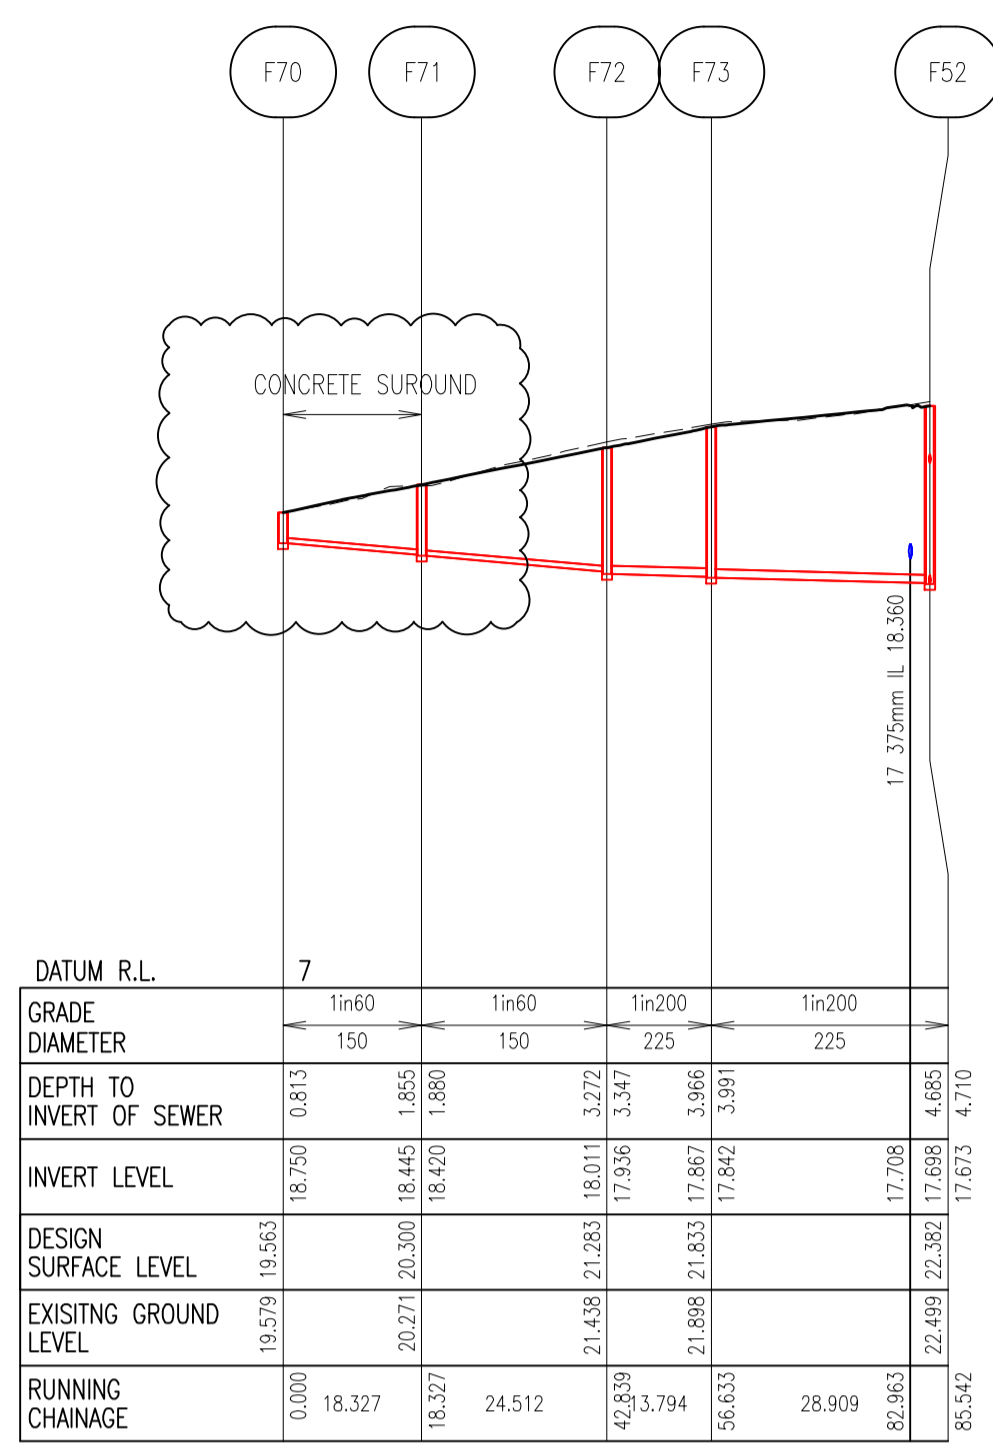 F70 F71 F72 F73 F52
CONCRETE SUROUND
17 375mm IL 18.360
DATUM R.L. 7
GRADE 1in60 1in60 1in200 1in200
DIAMETER 150 150 225 225
DEPTH TO
INVERT OF SEWER
0.813 1.855 1.880 3.272 3.347 3.966 3.991 4.685 4.710
INVERT LEVEL
18.750 18.445 18.420 18.011 17.936 17.867 17.842 17.708 17.698 17.673
DESIGN
SURFACE LEVEL
19.563 20.300 21.283 21.833 22.382
EXISITNG GROUND
LEVEL
19.579 20.271 21.438 21.898 22.499
RUNNING
CHAINAGE
0.000 18.327 18.327 24.512 42.839 13.794 56.633 28.909 82.963 85.542